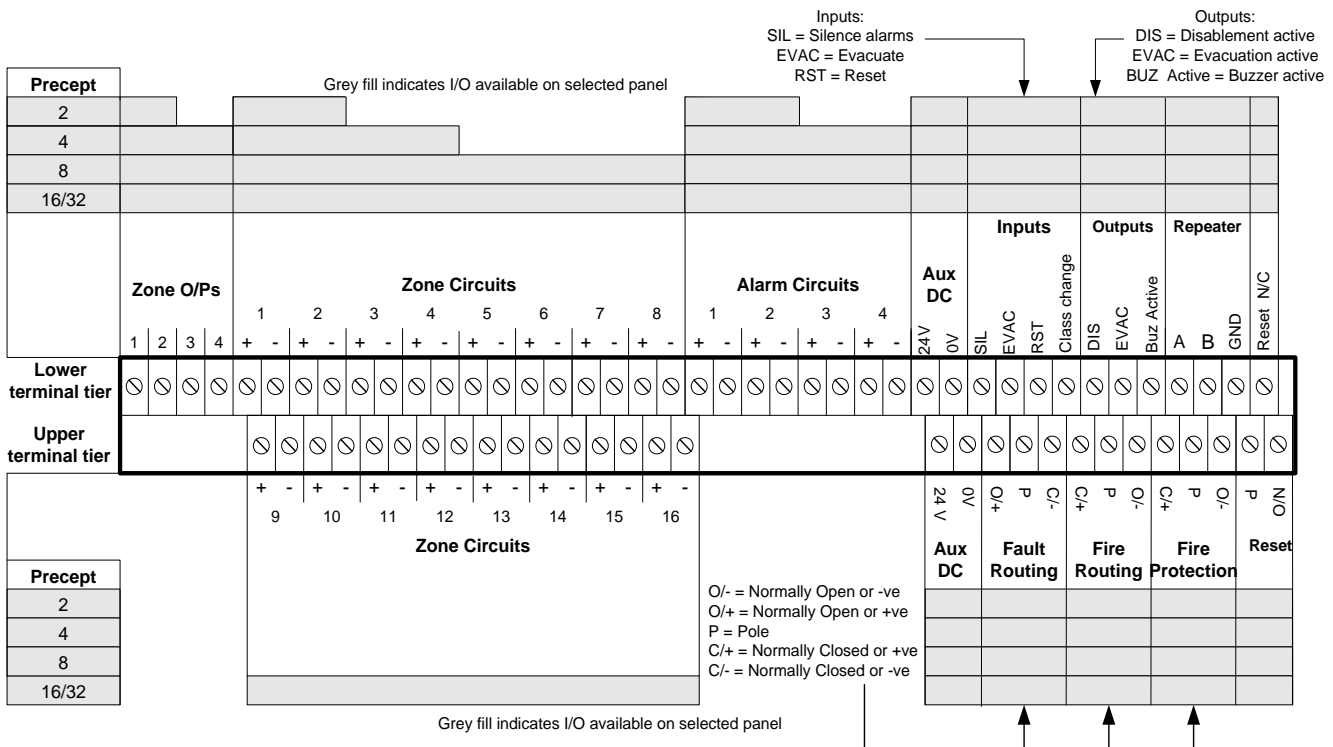 Inputs:
SIL = Silence alarms
EVAC = Evacuate
RST = Reset
Outputs:
DIS = Disablement active
EVAC = Evacuation active
BUZ Active = Buzzer active
Grey fill indicates I/O available on selected panel
Precept
2
4
8
16/32
Inputs Outputs Repeater
Zone O/Ps
Zone Circuits
Alarm Circuits
Aux
DC
1 2 3 4 5 6 7 8
1 2 3 4
1 2 3 4
+ - + - + - + - + - + - + - + -
+ - + - + - + -
24V
0V
SIL
EVAC
RST
Class change
DIS
EVAC
Buz Active
A
B
GND
Reset N/C
Lower
terminal tier
Upper
terminal tier
+ - + - + - + - + - + - + - + -
9 10 11 12 13 14 15 16
Zone Circuits
24 V
0V
O/+
P
C/-
C/+
P
O/-
C/+
P
O/-
P
N/O
Aux
DC
Fault
Routing
Fire
Routing
Fire
Protection
Reset
Precept
2
4
8
16/32
O/- = Normally Open or -ve
O/+ = Normally Open or +ve
P = Pole
C/+ = Normally Closed or +ve
C/- = Normally Closed or -ve
Grey fill indicates I/O available on selected panel